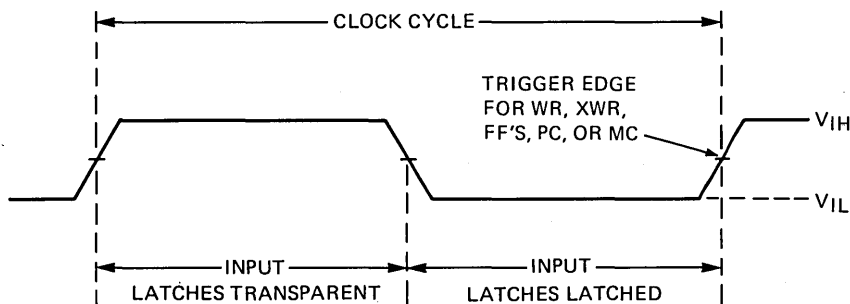 CLOCK CYCLE
TRIGGER EDGE
FOR WR, XWR,
FF'S, PC, OR MC
VIH
VIL
INPUT
LATCHES TRANSPARENT
INPUT
LATCHES LATCHED